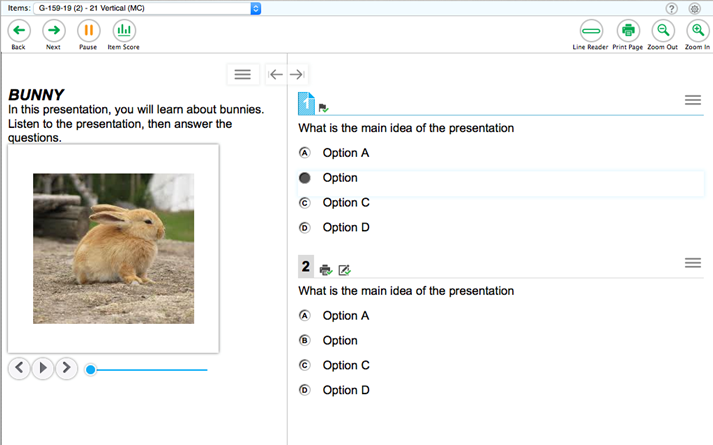 Items: G-159-19 (2) - 21 Vertical (MC)
Back Next Pause Item Score Line Reader Print Page Zoom Out Zoom In
BUNNY
In this presentation, you will learn about bunnies.
Listen to the presentation, then answer the
questions.
1
What is the main idea of the presentation
A Option A
Option
C Option C
D Option D
2
What is the main idea of the presentation
A Option A
B Option
C Option C
D Option D